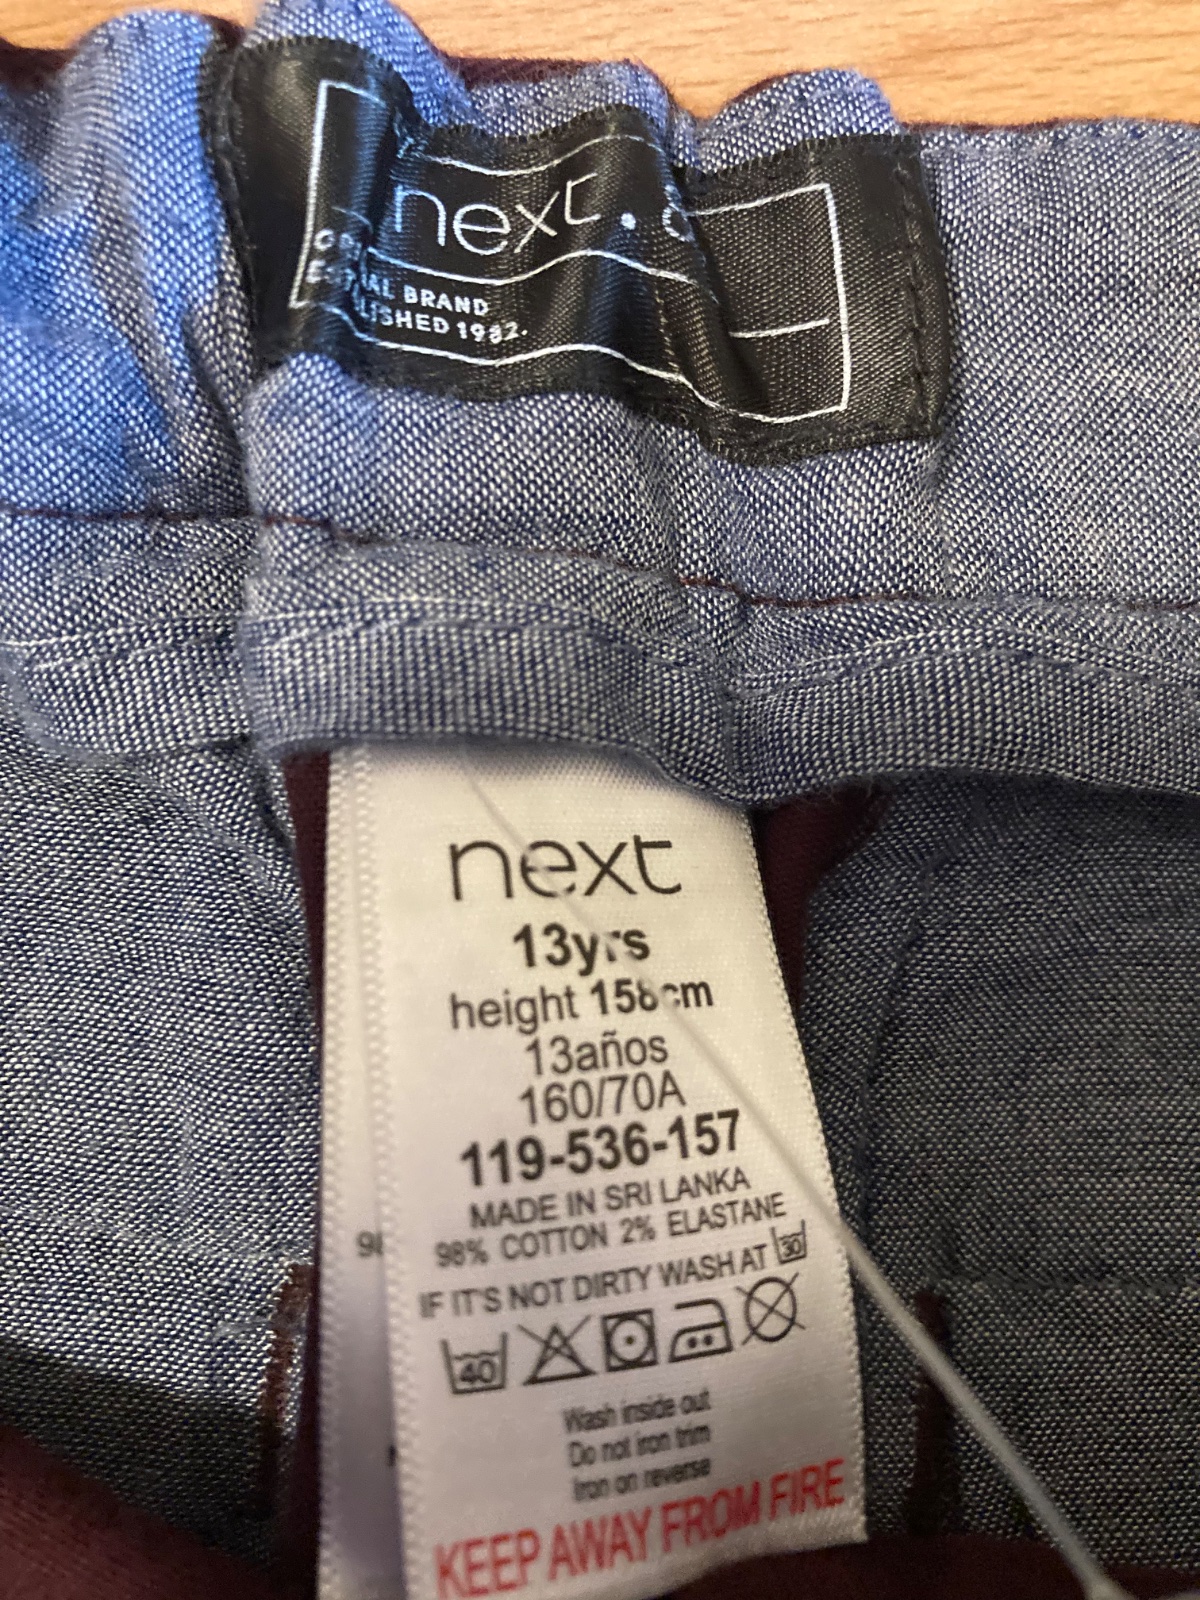 next.
BRAND
1982.
next
13yrs
height 158cm
13años
160/70A
119-536-157
MADE IN SRI LANKA
98% COTTON 2% ELASTANE
IF IT'S NOT DIRTY WASH AT 30
40
Wash inside out
Do not iron trim
Iron on reverse
KEEP AWAY FROM FIRE